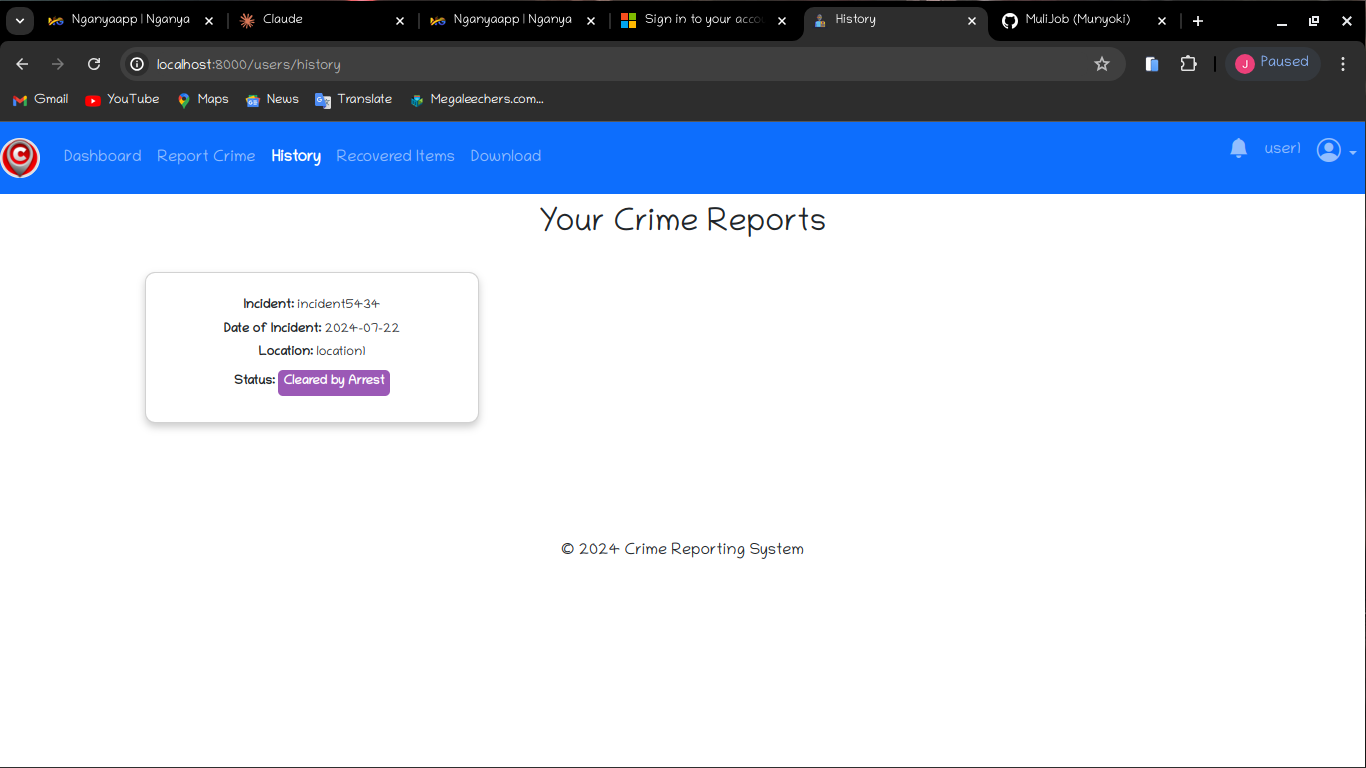 Nganyaapp | Nganya
Claude
Nganyaapp | Nganya
Sign in to your acco
History
MuliJob (Munyoki)
localhost:8000/users/history
J
Paused
Gmail
YouTube
Maps
News
Translate
Megaleechers.com...
C
Dashboard
Report Crime
History
Recovered Items
Download
user1
Your Crime Reports
Incident: incident5434
Date of Incident: 2024-07-22
Location: location1
Status: Cleared by Arrest
© 2024 Crime Reporting System